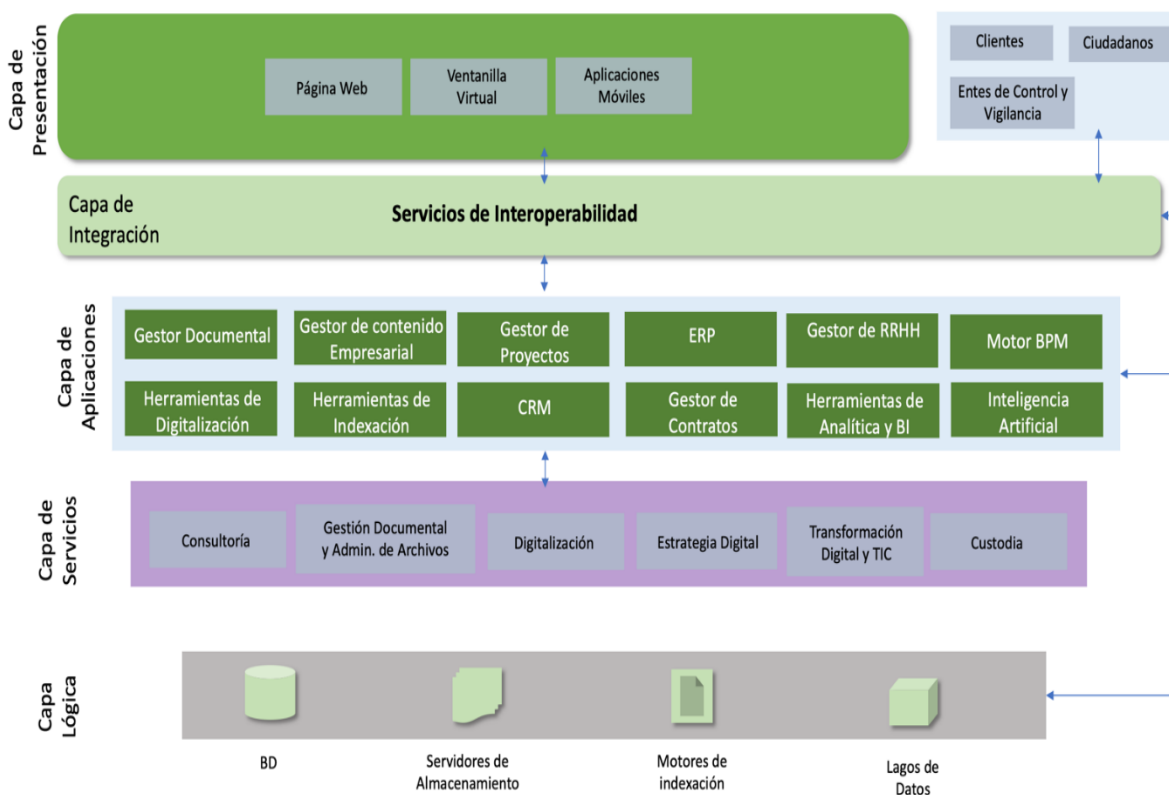 Capa de
Presentación
Página Web
Ventanilla
Virtual
Aplicaciones
Móviles
Clientes
Ciudadanos
Entes de Control y
Vigilancia
Capa de
Integración
Servicios de Interoperabilidad
Capa de
Aplicaciones
Gestor Documental
Gestor de contenido
Empresarial
Gestor de
Proyectos
ERP
Gestor de RRHH
Motor BPM
Herramientas de
Digitalización
Herramientas de
Indexación
CRM
Gestor de
Contratos
Herramientas de
Analítica y BI
Inteligencia
Artificial
Capa de
Servicios
Consultoría
Gestión Documental
y Admin. de Archivos
Digitalización
Estrategia Digital
Transformación
Digital y TIC
Custodia
Capa
Lógica
BD
Servidores de
Almacenamiento
Motores de
indexación
Lagos de
Datos